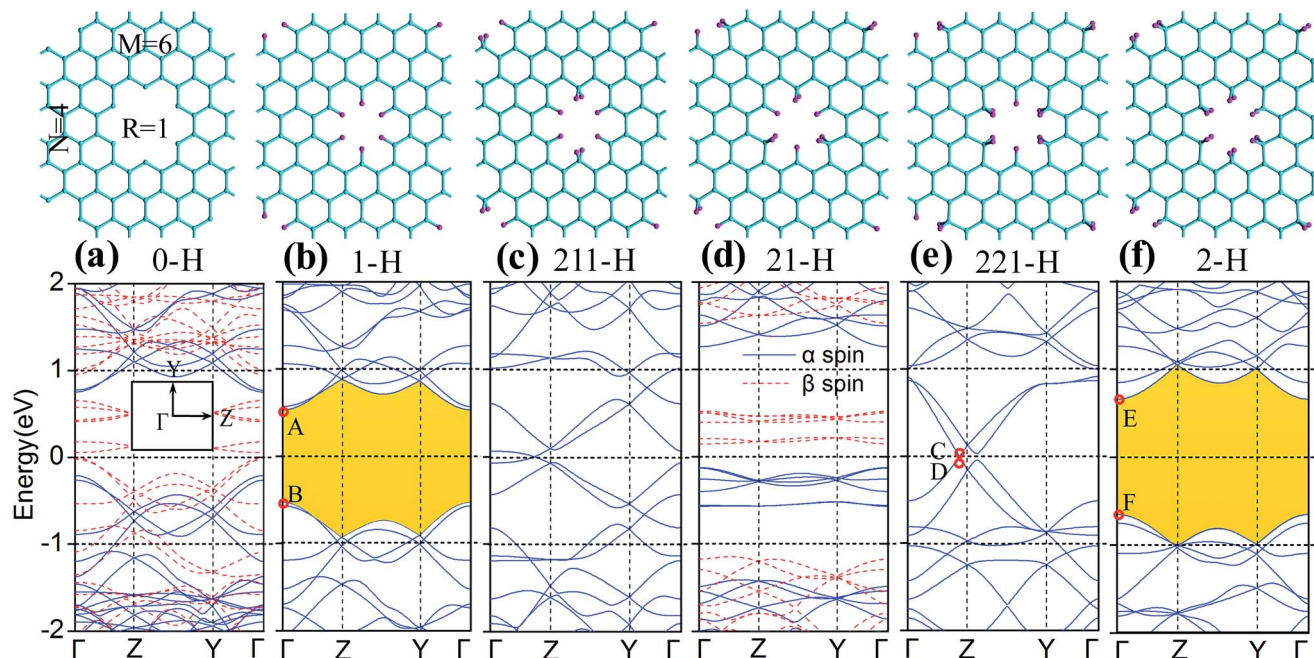 M=6
N=4
R=1
(a) 0-H
(b) 1-H
(c) 211-H
(d) 21-H
(e) 221-H
(f) 2-H
Energy(eV)
2
1
0
-1
-2
Y
Γ
Z
A
B
α spin
β spin
C
D
E
F
Γ Z Y Γ
Γ Z Y Γ
Γ Z Y Γ
Γ Z Y Γ
Γ Z Y Γ
Γ Z Y Γ